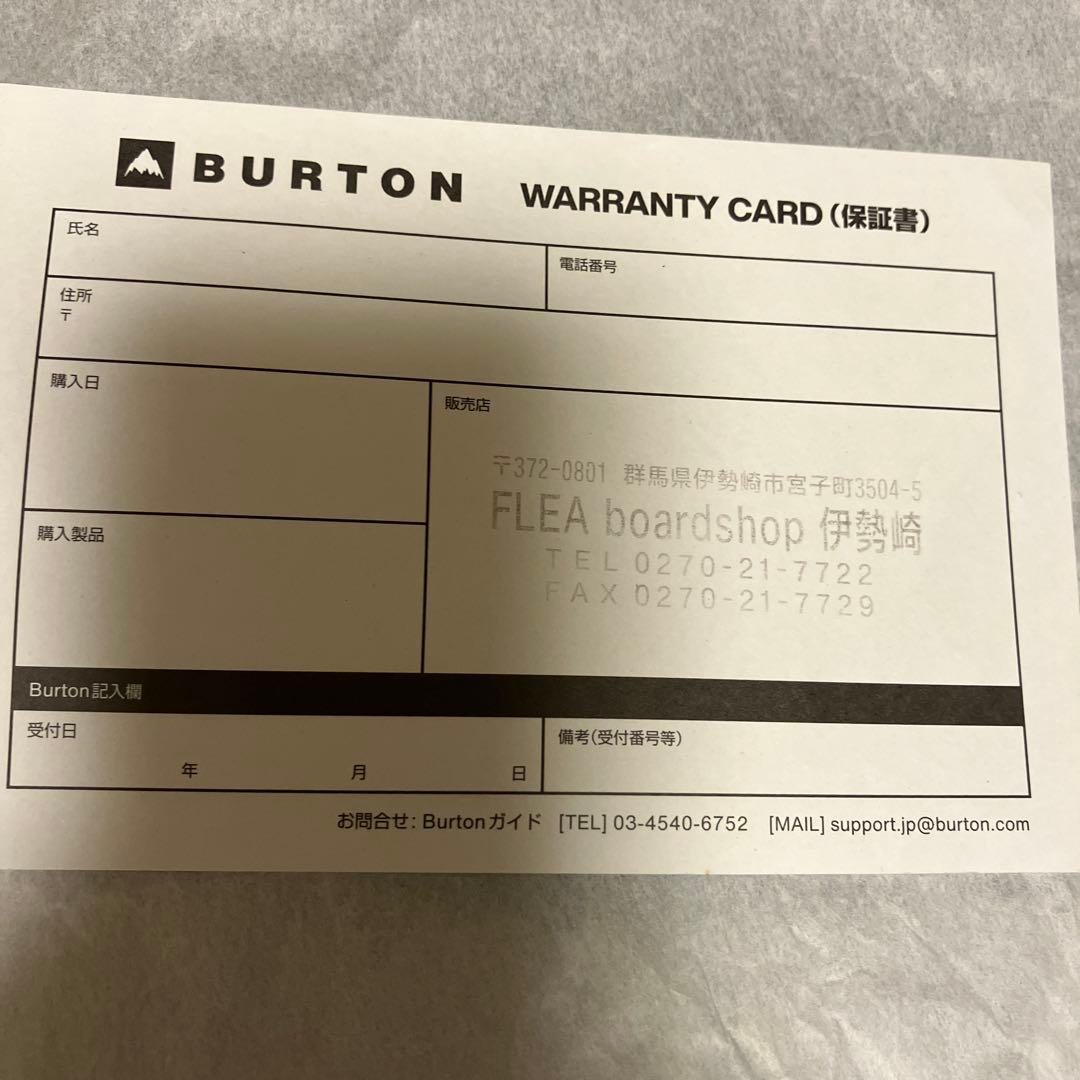 BURTON WARRANTY CARD(保証書)
氏名
電話番号
住所
〒
購入日
販売店
〒372-0801 群馬県伊勢崎市宮子町3504-5
FLEA boardshop 伊勢崎
TEL 0270-21-7722
FAX 0270-21-7729
購入製品
Burton記入欄
受付日
年 月 日
備考(受付番号等)
お問合せ: Burtonガイド [TEL] 03-4540-6752 [MAIL] support.jp@burton.com